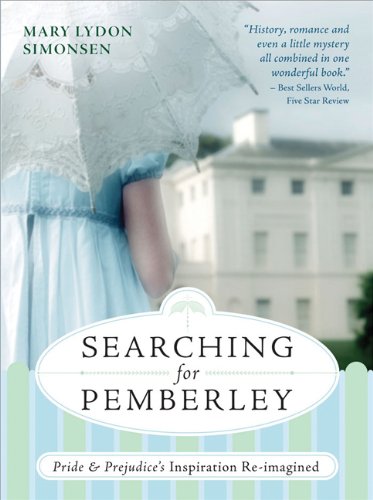 MARY LYDON
SIMONSEN
"History, romance and
even a little mystery
all combined in one
wonderful book."
– BEST SELLERS WORLD,
FIVE STAR REVIEW
SEARCHING
for
PEMBERLEY
Pride & Prejudice's Inspiration Re-imagined